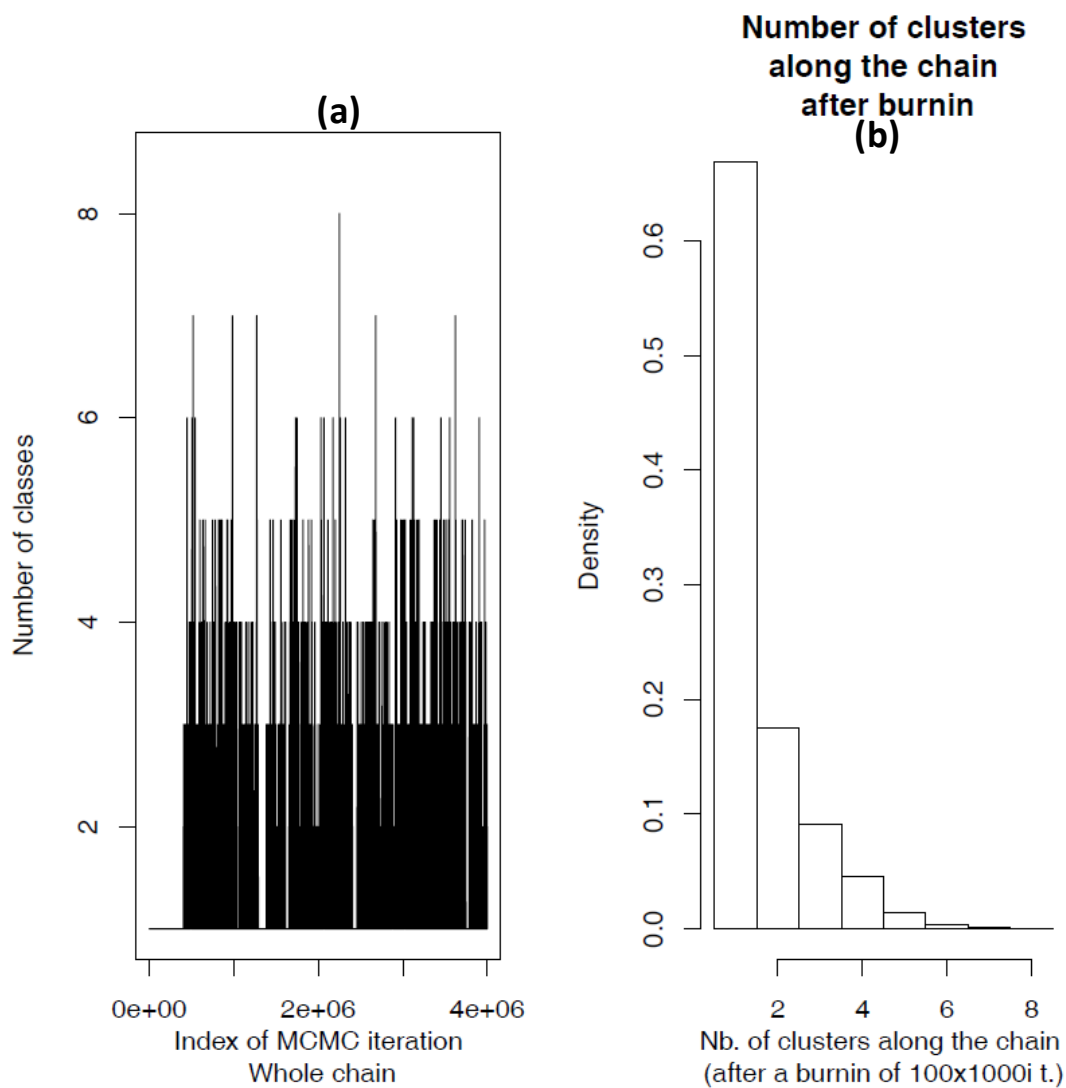 (a)
8
6
4
2
Number of classes
0e+00 2e+06 4e+06
Index of MCMC iteration
Whole chain
Number of clusters
along the chain
after burnin
(b)
0.6
0.5
0.4
0.3
0.2
0.1
0.0
Density
2 4 6 8
Nb. of clusters along the chain
(after a burnin of 100x1000i t.)